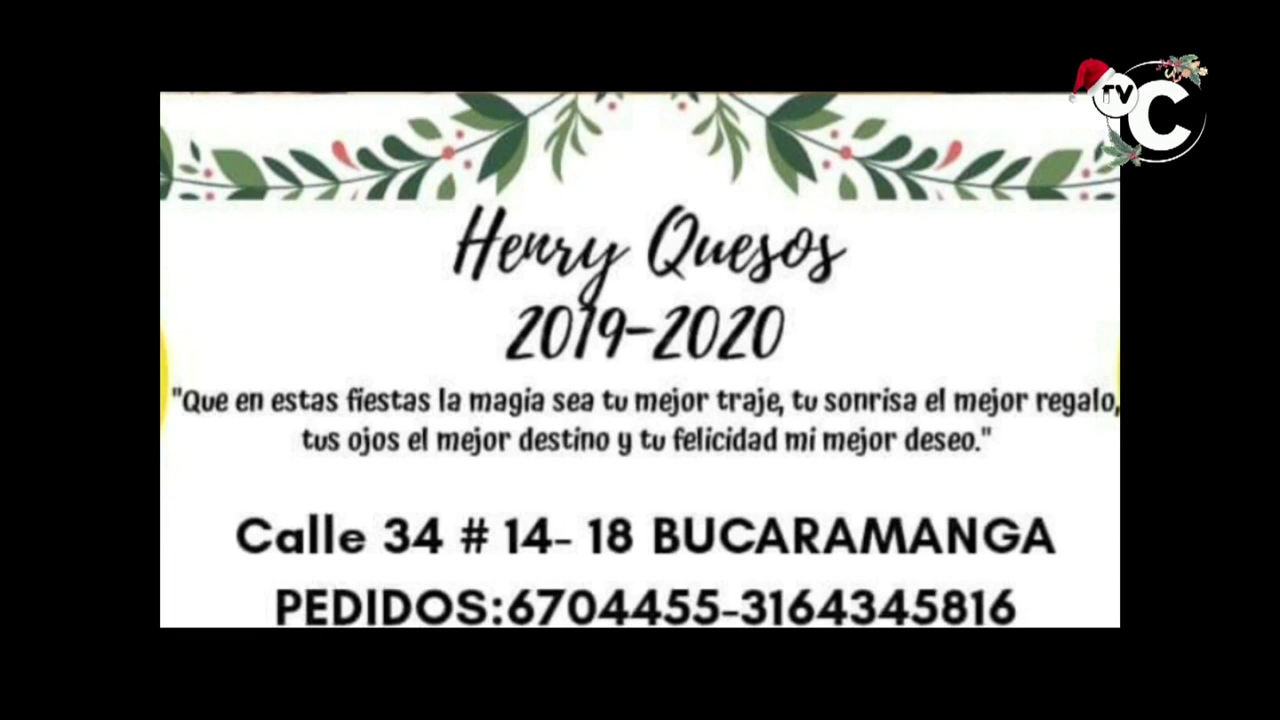 TV
C
Henry Quesos
2019-2020
"Que en estas fiestas la magia sea tu mejor traje, tu sonrisa el mejor regalo,
tus ojos el mejor destino y tu felicidad mi mejor deseo."
Calle 34 # 14- 18 BUCARAMANGA
PEDIDOS:6704455-3164345816